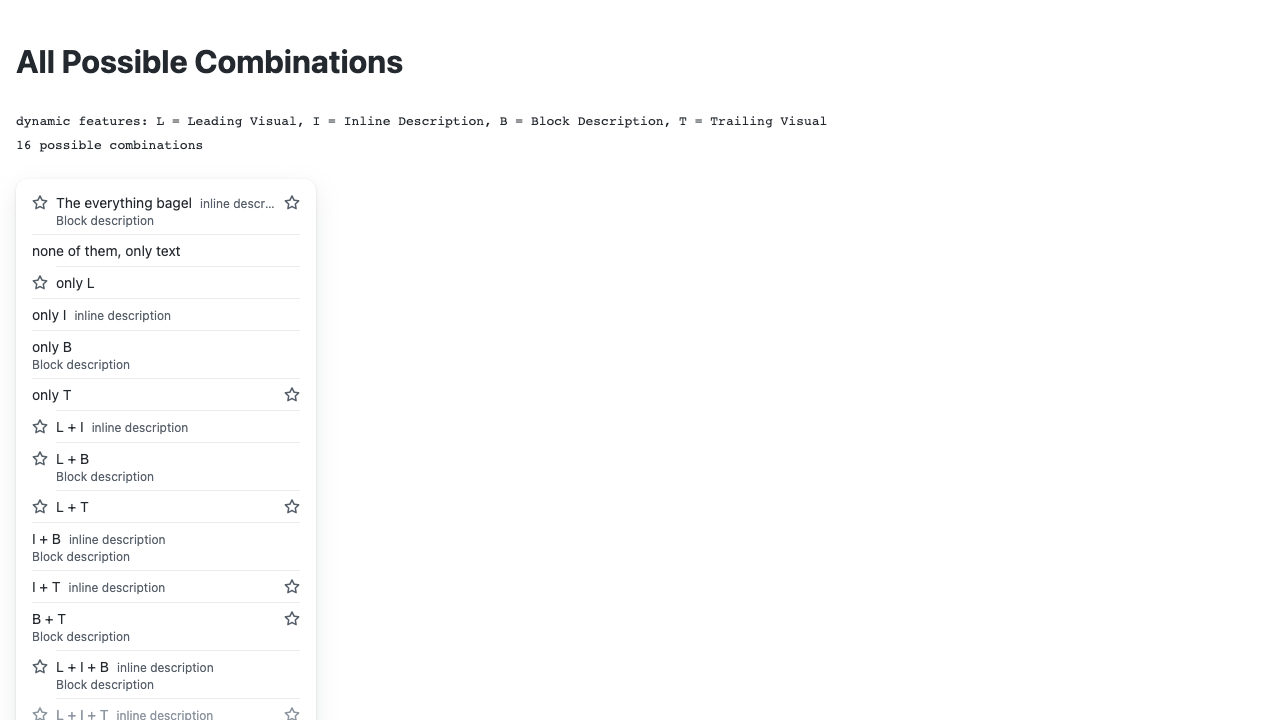 All Possible Combinations
dynamic features: L = Leading Visual, I = Inline Description, B = Block Description, T = Trailing Visual
16 possible combinations
The everything bagel inline descr...
Block description
none of them, only text
only L
only I inline description
only B
Block description
only T
L + I inline description
L + B
Block description
L + T
I + B inline description
Block description
I + T inline description
B + T
Block description
L + I + B inline description
Block description
L + I + T inline description